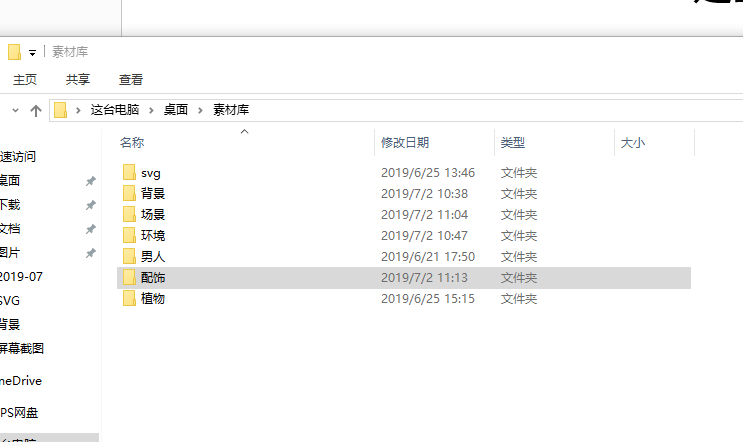 素材库
主页 共享 查看
这台电脑 桌面 素材库
名称 修改日期 类型 大小
速访问
桌面
下载
文档
图片
2019-07
SVG
背景
屏幕截图
neDrive
PS网盘
svg 2019/6/25 13:46 文件夹
背景 2019/7/2 10:38 文件夹
场景 2019/7/2 11:04 文件夹
环境 2019/7/2 10:47 文件夹
男人 2019/6/21 17:50 文件夹
配饰 2019/7/2 11:13 文件夹
植物 2019/6/25 15:15 文件夹